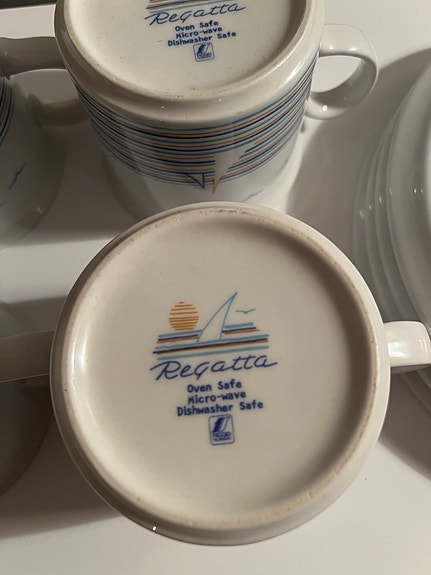 Regatta
Oven Safe
Micro-wave
Dishwasher Safe
Regatta
Oven Safe
Micro-wave
Dishwasher Safe